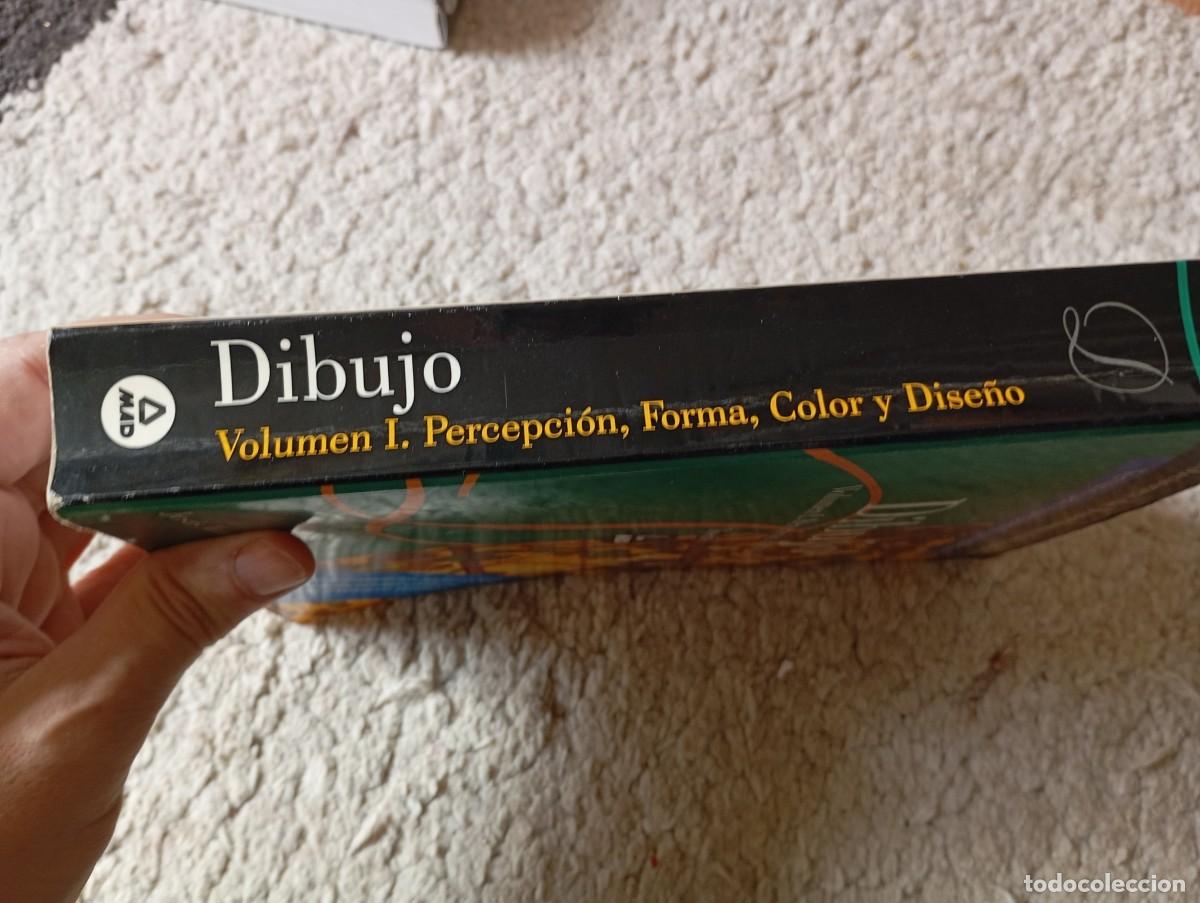 Dibujo
Volumen I. Percepción, Forma, Color y Diseño
MAD
todocoleccion